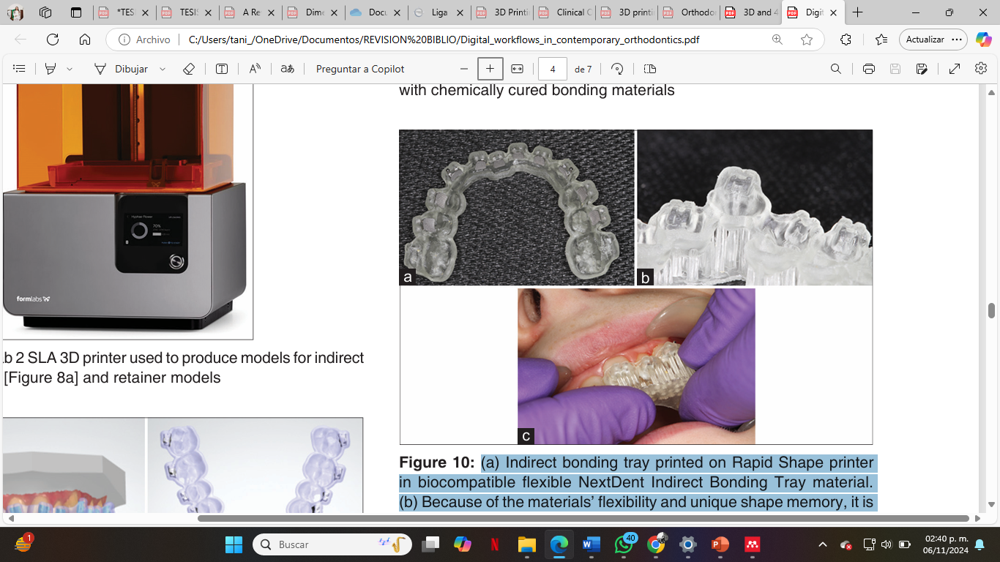 *TES
TESIS
A Re
Dime
Docu
Liga
3D Printi
Clinical C
3D printi
Orthodo
3D and 4
Digit
Archivo
C:/Users/tani_/OneDrive/Documentos/REVISION%20BIBLIO/Digital_workflows_in_contemporary_orthodontics.pdf
Actualizar
Dibujar
aあ
Preguntar a Copilot
4
de 7
with chemically cured bonding materials
70%
formlabs
a
b
c
b 2 SLA 3D printer used to produce models for indirect
[Figure 8a] and retainer models
Figure 10: (a) Indirect bonding tray printed on Rapid Shape printer
in biocompatible flexible NextDent Indirect Bonding Tray material.
(b) Because of the materials’ flexibility and unique shape memory, it is
1
Buscar
40
02:40 p. m.
06/11/2024